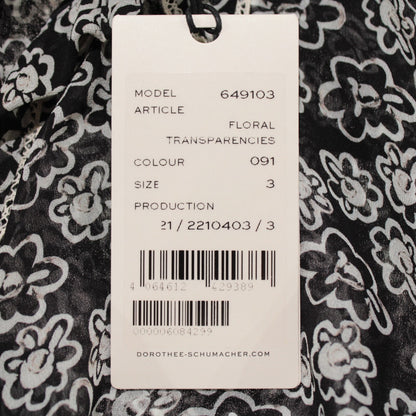 MODEL 649103
ARTICLE
FLORAL
TRANSPARENCIES
COLOUR 091
SIZE 3
PRODUCTION
21 / 2210403 / 3
4 064612 429389
000006084299
DOROTHEE-SCHUMACHER.COM